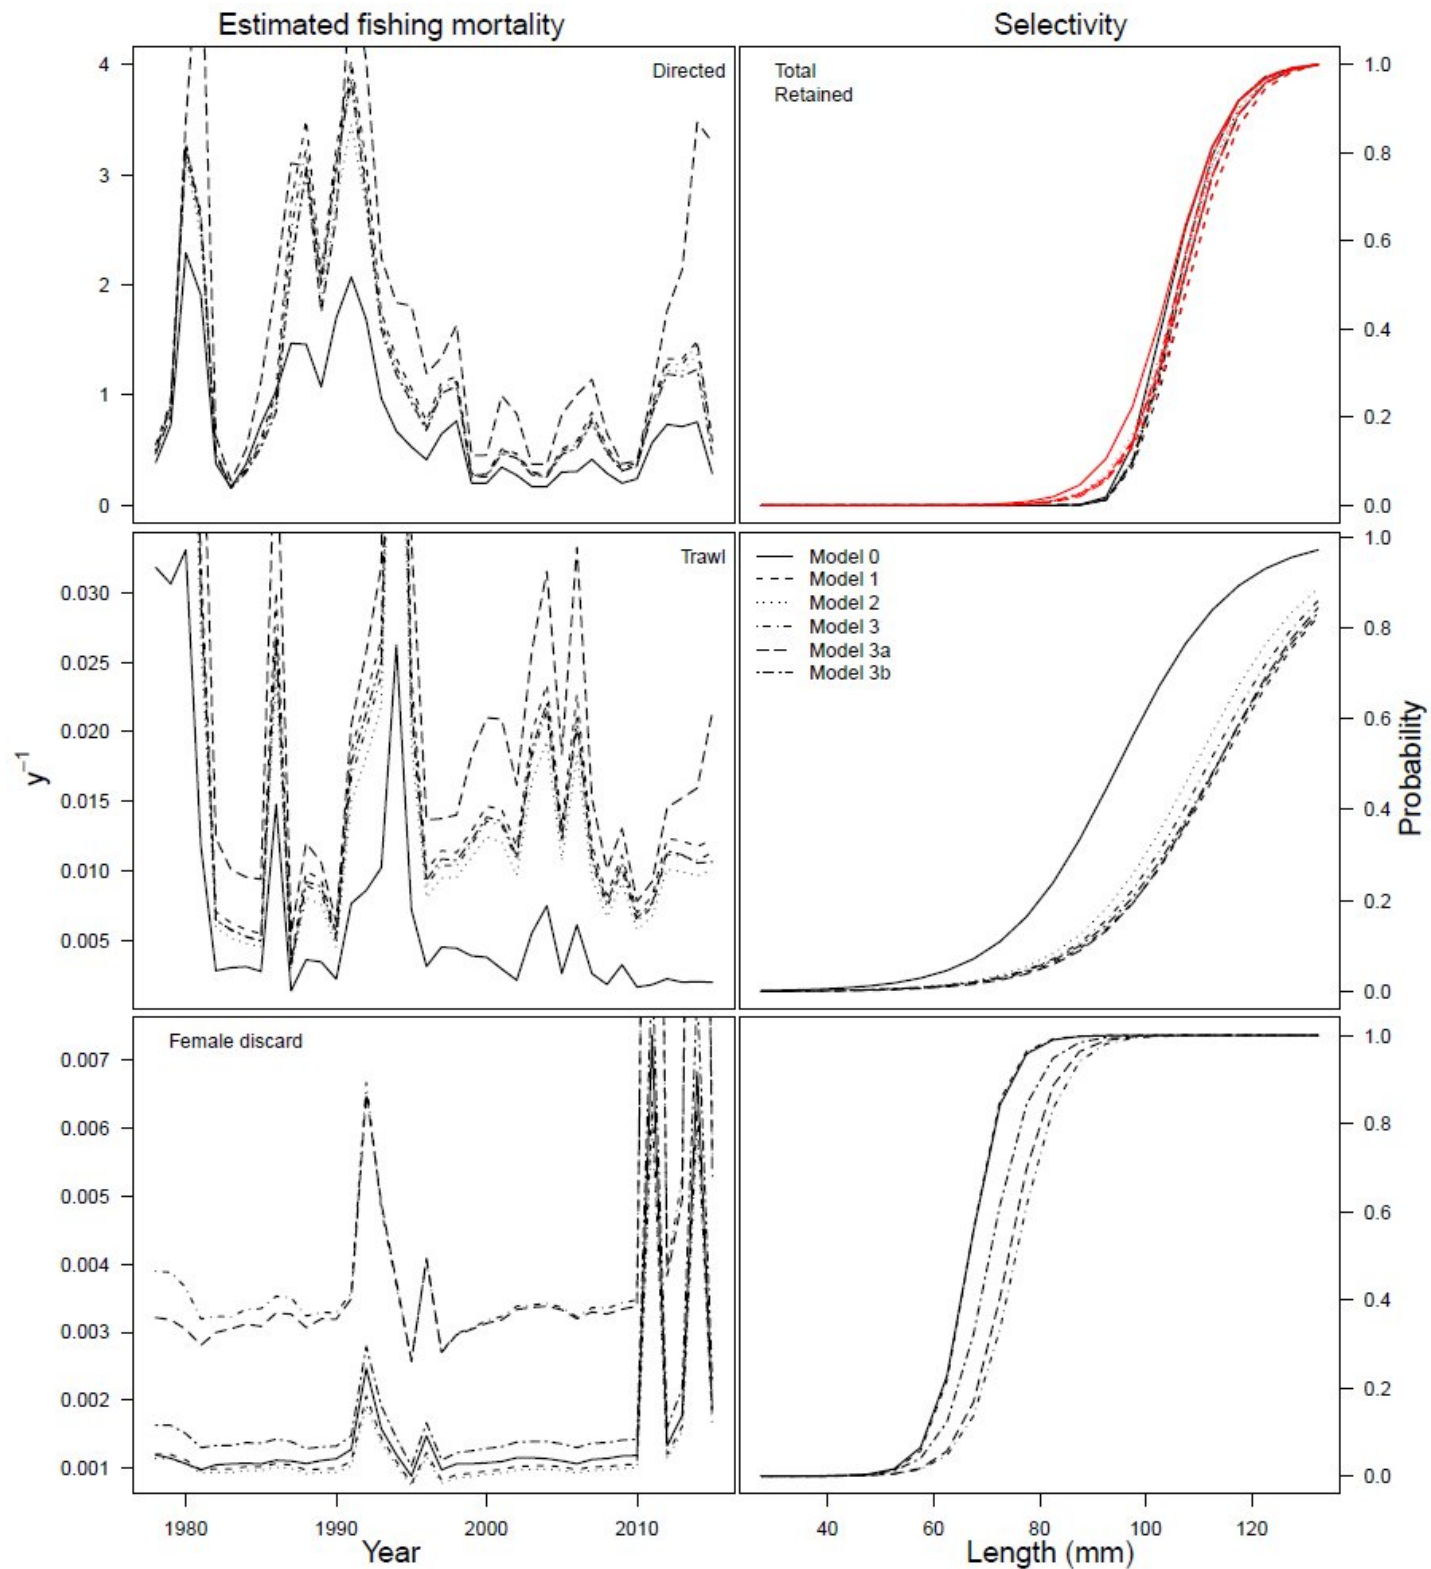 Estimated fishing mortality
Selectivity
4
3
2
1
0
Directed
Total
Retained
1.0
0.8
0.6
0.4
0.2
0.0
0.030
0.025
0.020
0.015
0.010
0.005
Trawl
Model 0
Model 1
Model 2
Model 3
Model 3a
Model 3b
1.0
0.8
0.6
0.4
0.2
0.0
y⁻¹
Probability
0.007
0.006
0.005
0.004
0.003
0.002
0.001
Female discard
1.0
0.8
0.6
0.4
0.2
0.0
1980 1990 2000 2010
40 60 80 100 120
Year
Length (mm)